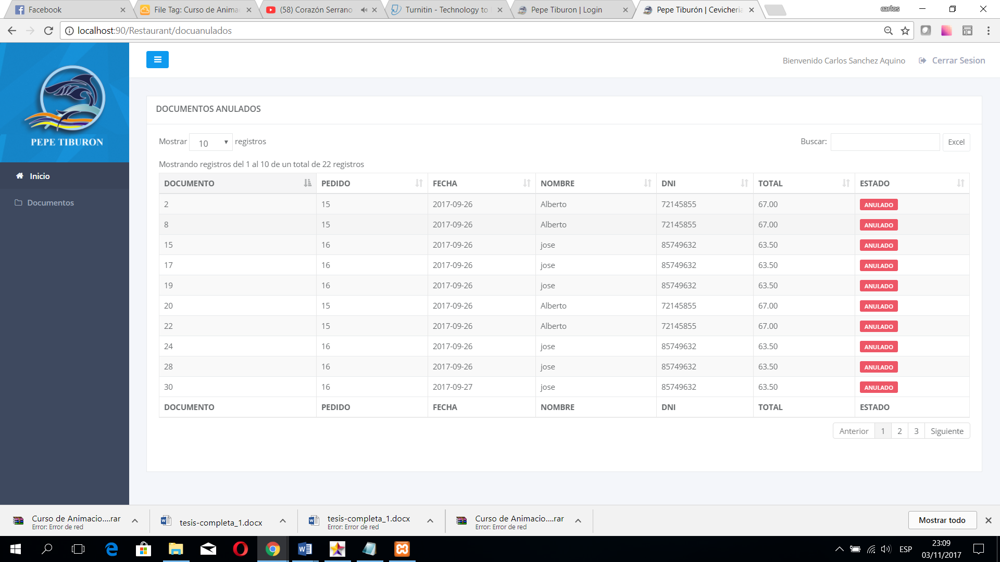 Facebook
File Tag: Curso de Anima
(58) Corazón Serrano
Turnitin - Technology to
Pepe Tiburon | Login
Pepe Tiburón | Cevicheria
carlos
localhost:90/Restaurant/docuanulados
Bienvenido Carlos Sanchez Aquino
Cerrar Sesion
PEPE TIBURON
Inicio
Documentos
DOCUMENTOS ANULADOS
Mostrar 10 registros
Buscar:
Excel
Mostrando registros del 1 al 10 de un total de 22 registros
DOCUMENTO PEDIDO FECHA NOMBRE DNI TOTAL ESTADO
2 15 2017-09-26 Alberto 72145855 67.00 ANULADO
8 15 2017-09-26 Alberto 72145855 67.00 ANULADO
15 16 2017-09-26 jose 85749632 63.50 ANULADO
17 16 2017-09-26 jose 85749632 63.50 ANULADO
19 16 2017-09-26 jose 85749632 63.50 ANULADO
20 15 2017-09-26 Alberto 72145855 67.00 ANULADO
22 15 2017-09-26 Alberto 72145855 67.00 ANULADO
24 16 2017-09-26 jose 85749632 63.50 ANULADO
28 16 2017-09-26 jose 85749632 63.50 ANULADO
30 16 2017-09-27 jose 85749632 63.50 ANULADO
DOCUMENTO PEDIDO FECHA NOMBRE DNI TOTAL ESTADO
Anterior 1 2 3 Siguiente
Curso de Animacio....rar
Error: Error de red
tesis-completa_1.docx
tesis-completa_1.docx
Error: Error de red
Curso de Animacio....rar
Error: Error de red
Mostrar todo
ESP
23:09
03/11/2017